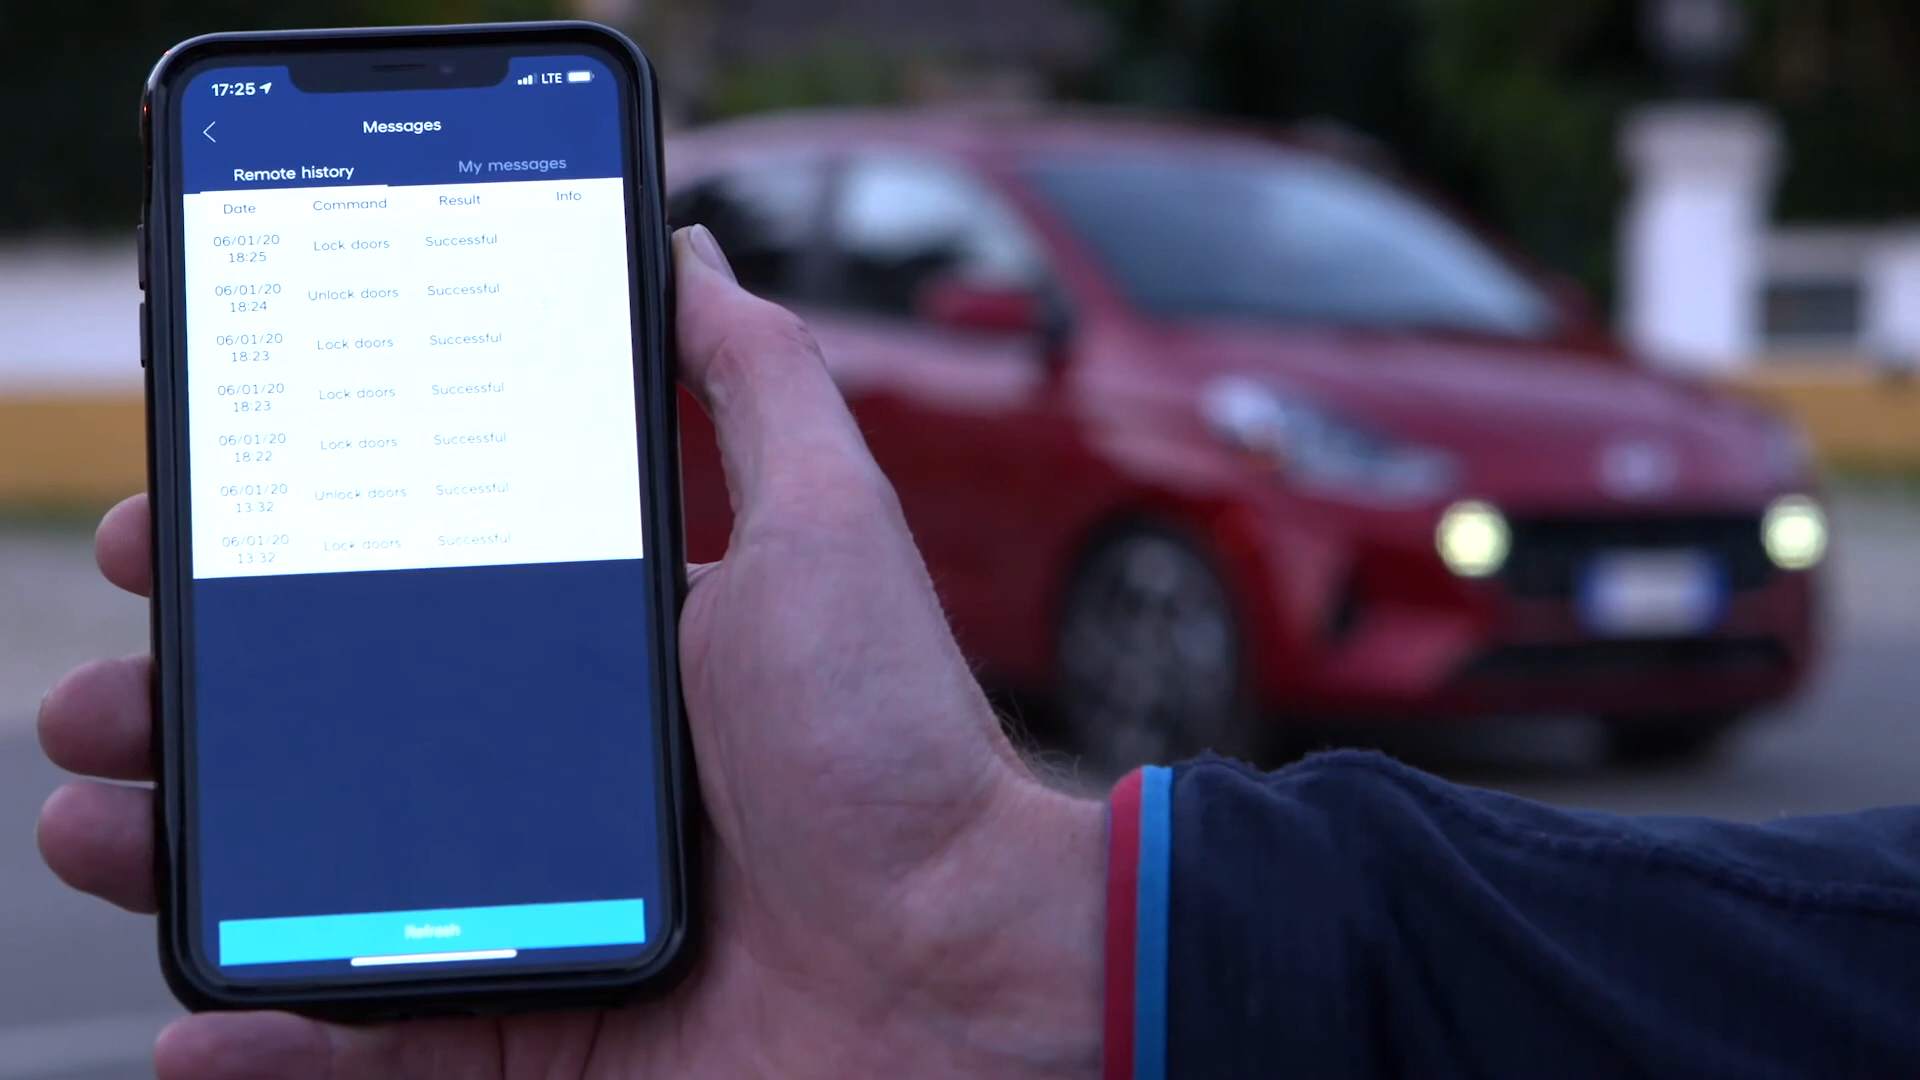 17:25 LTE
Messages
Remote history My messages
Date Command Result Info
06/01/20 Lock doors Successful
18:25
06/01/20 Unlock doors Successful
18:24
06/01/20 Lock doors Successful
18:23
06/01/20 Lock doors Successful
18:23
06/01/20 Lock doors Successful
18:22
06/01/20 Unlock doors Successful
13:32
06/01/20 Lock doors Successful
13:32
Refresh